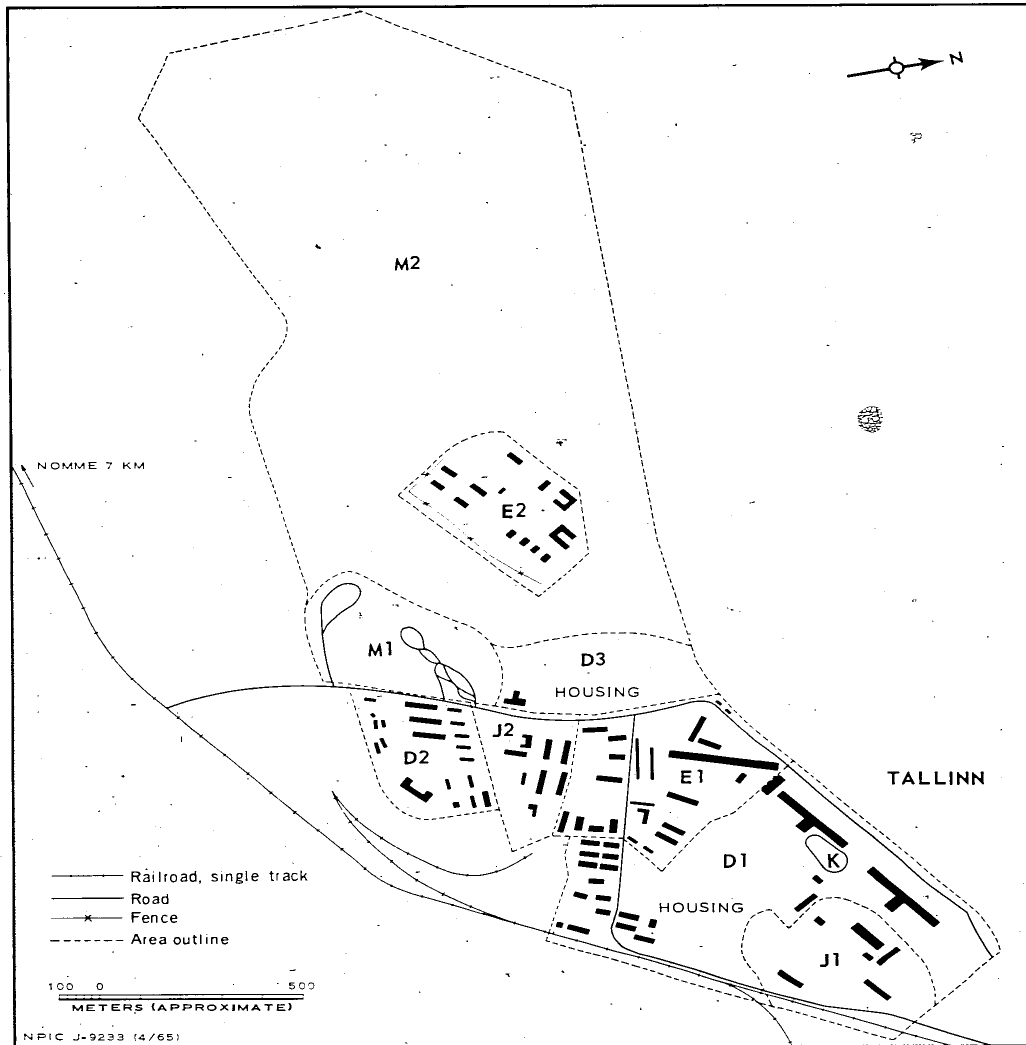 N
M2
NOMME 7 KM
E2
M1
D3
HOUSING
J2
D2
E1
TALLINN
D1
K
HOUSING
J1
Railroad, single track
Road
Fence
Area outline
100 0 500
METERS (APPROXIMATE)
NPIC J-9233 (4/65)